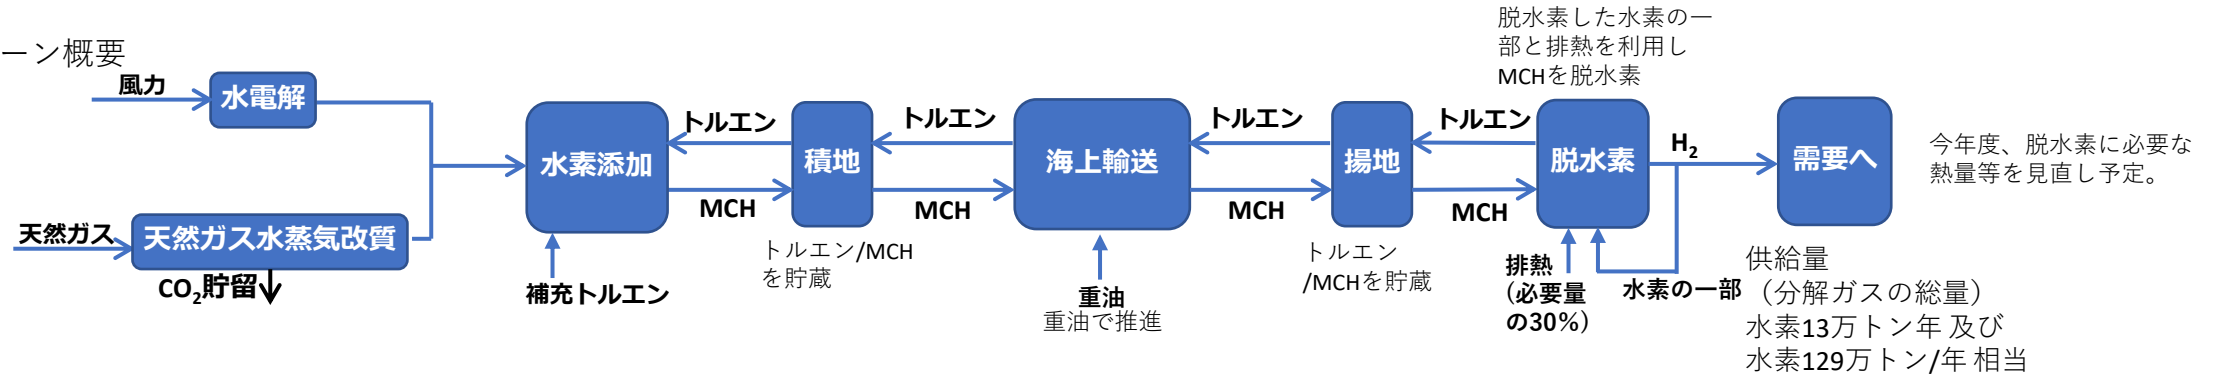 ーン概要
風力
水電解
天然ガス
天然ガス水蒸気改質
CO₂貯留
水素添加
補充トルエン
トルエン
MCH
積地
トルエン/MCH
を貯蔵
トルエン
MCH
海上輸送
重油
重油で推進
トルエン
MCH
揚地
トルエン
/MCHを貯蔵
トルエン
MCH
脱水素した水素の一
部と排熱を利用し
MCHを脱水素
脱水素
排熱
(必要量
の30%)
水素の一部
H₂
需要へ
供給量
(分解ガスの総量)
水素13万トン年 及び
水素129万トン/年 相当
今年度、脱水素に必要な
熱量等を見直し予定。